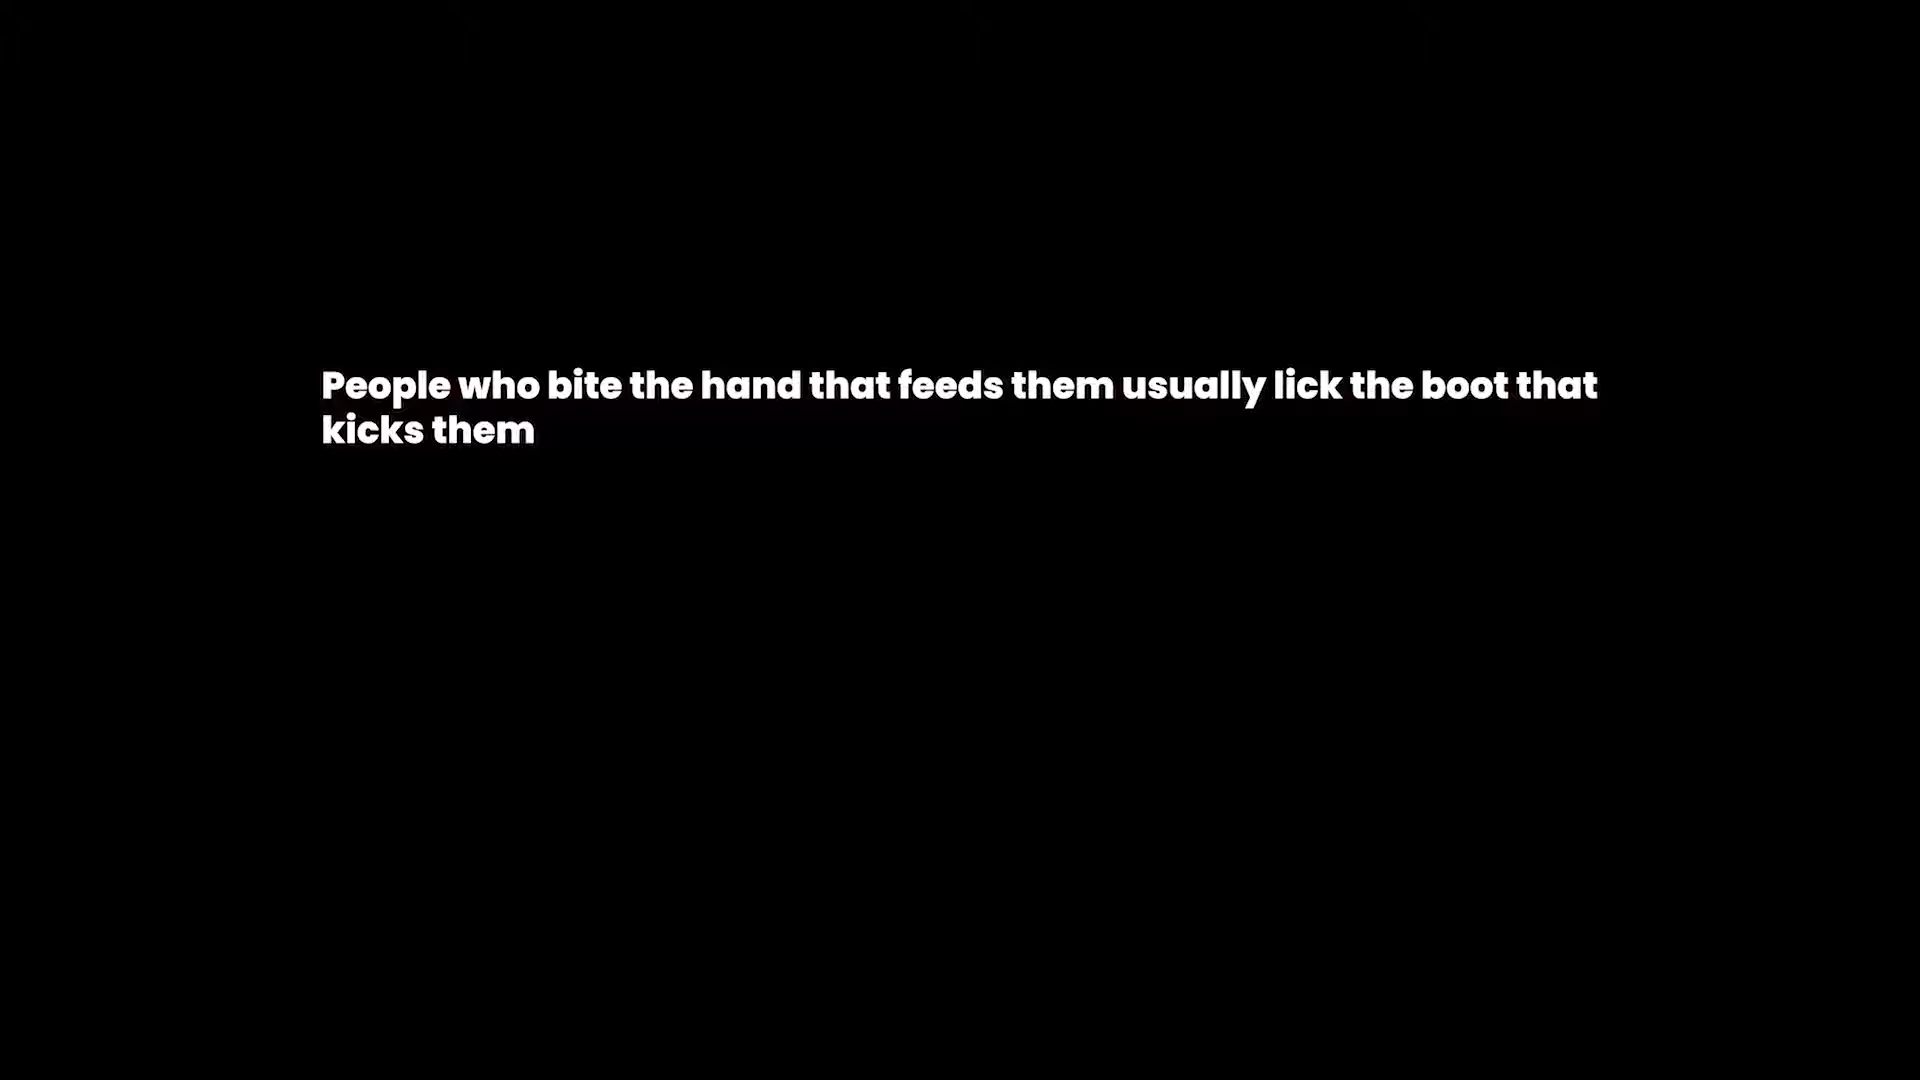 People who bite the hand that feeds them usually lick the boot that
kicks them